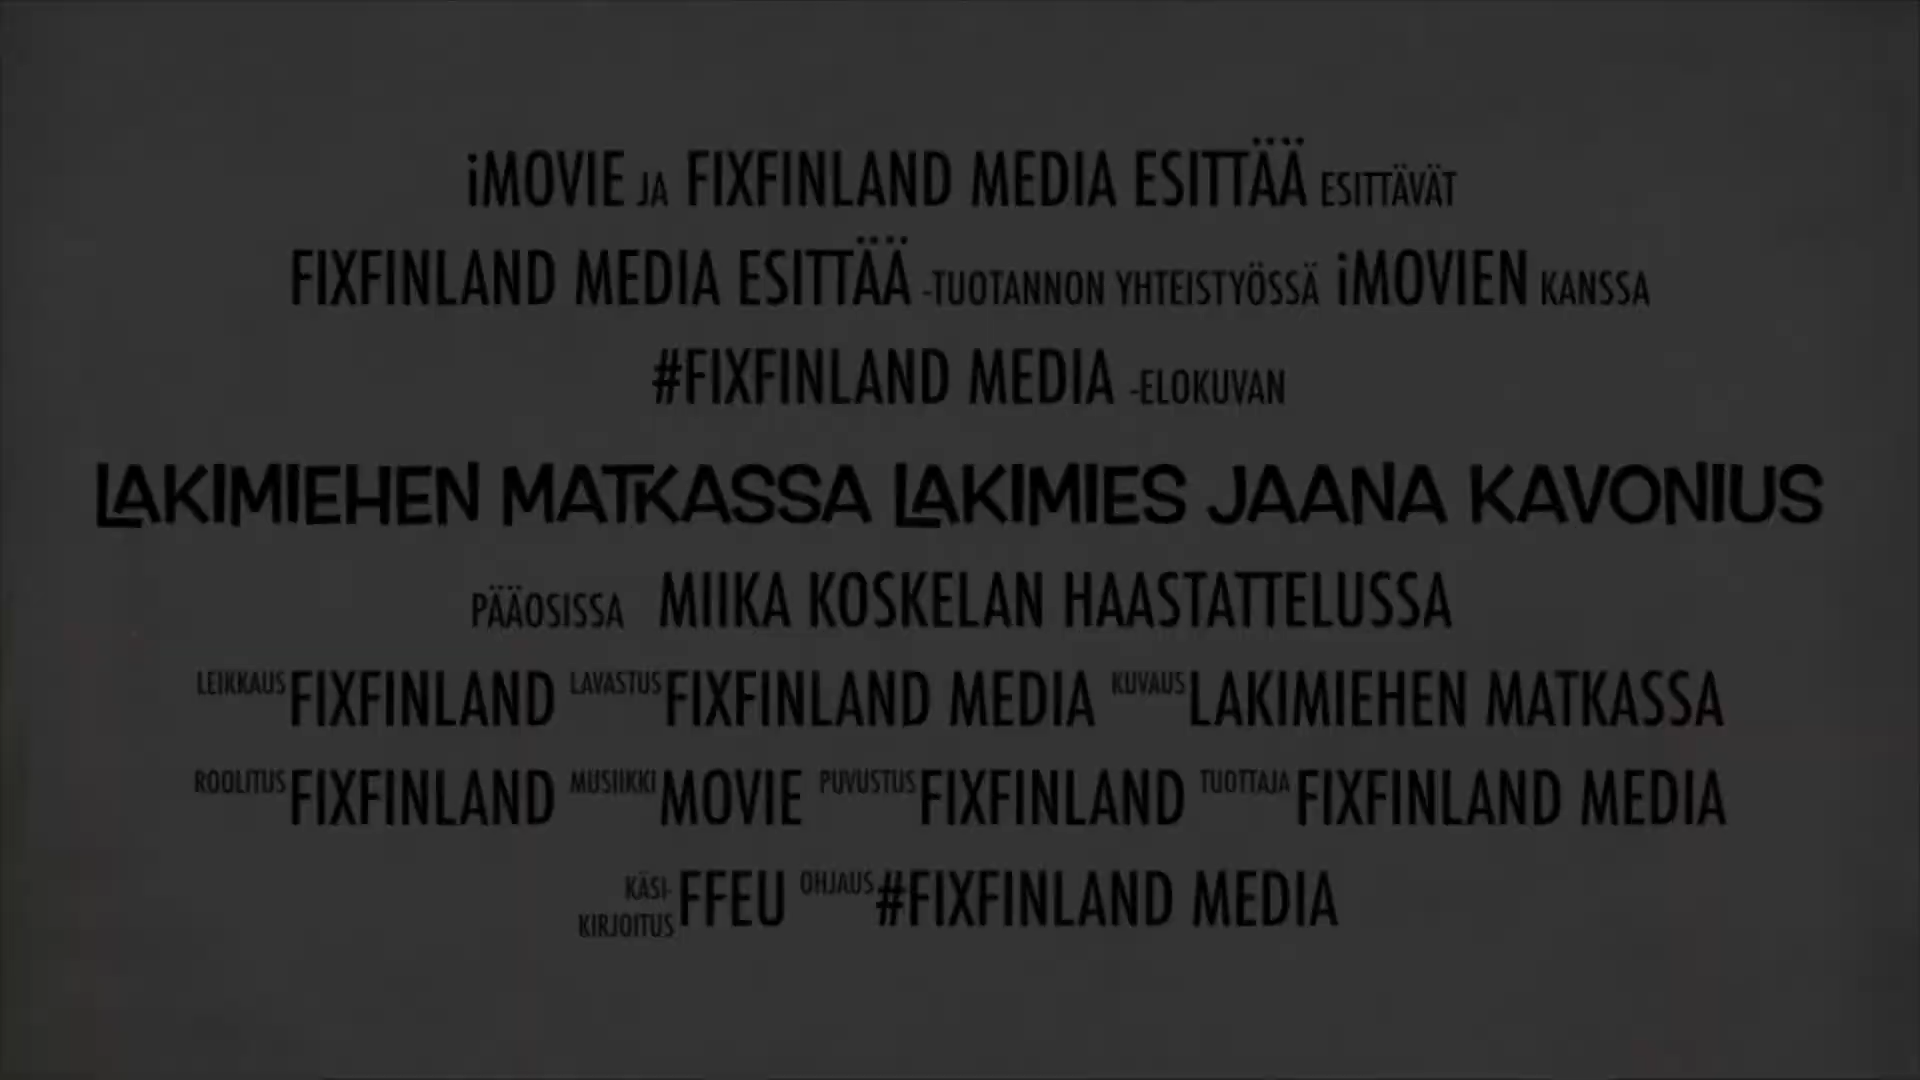 iMOVIE JA FIXFINLAND MEDIA ESITTÄÄ ESITTÄVÄT
FIXFINLAND MEDIA ESITTÄÄ -TUOTANNON YHTEISTYÖSSÄ iMOVIEN KANSSA
#FIXFINLAND MEDIA -ELOKUVAN
LAKIMIEHEN MATKASSA LAKIMIES JAANA KAVONIUS
PÄÄOSISSA MIIKA KOSKELAN HAASTATTELUSSA
LEIKKAUS FIXFINLAND LAVASTUS FIXFINLAND MEDIA KUVAUS LAKIMIEHEN MATKASSA
ROOLITUS FIXFINLAND MUSIIKKI MOVIE PUVUSTUS FIXFINLAND TUOTTAJA FIXFINLAND MEDIA
KÄSI-
KIRJOITUS FFEU OHJAUS #FIXFINLAND MEDIA